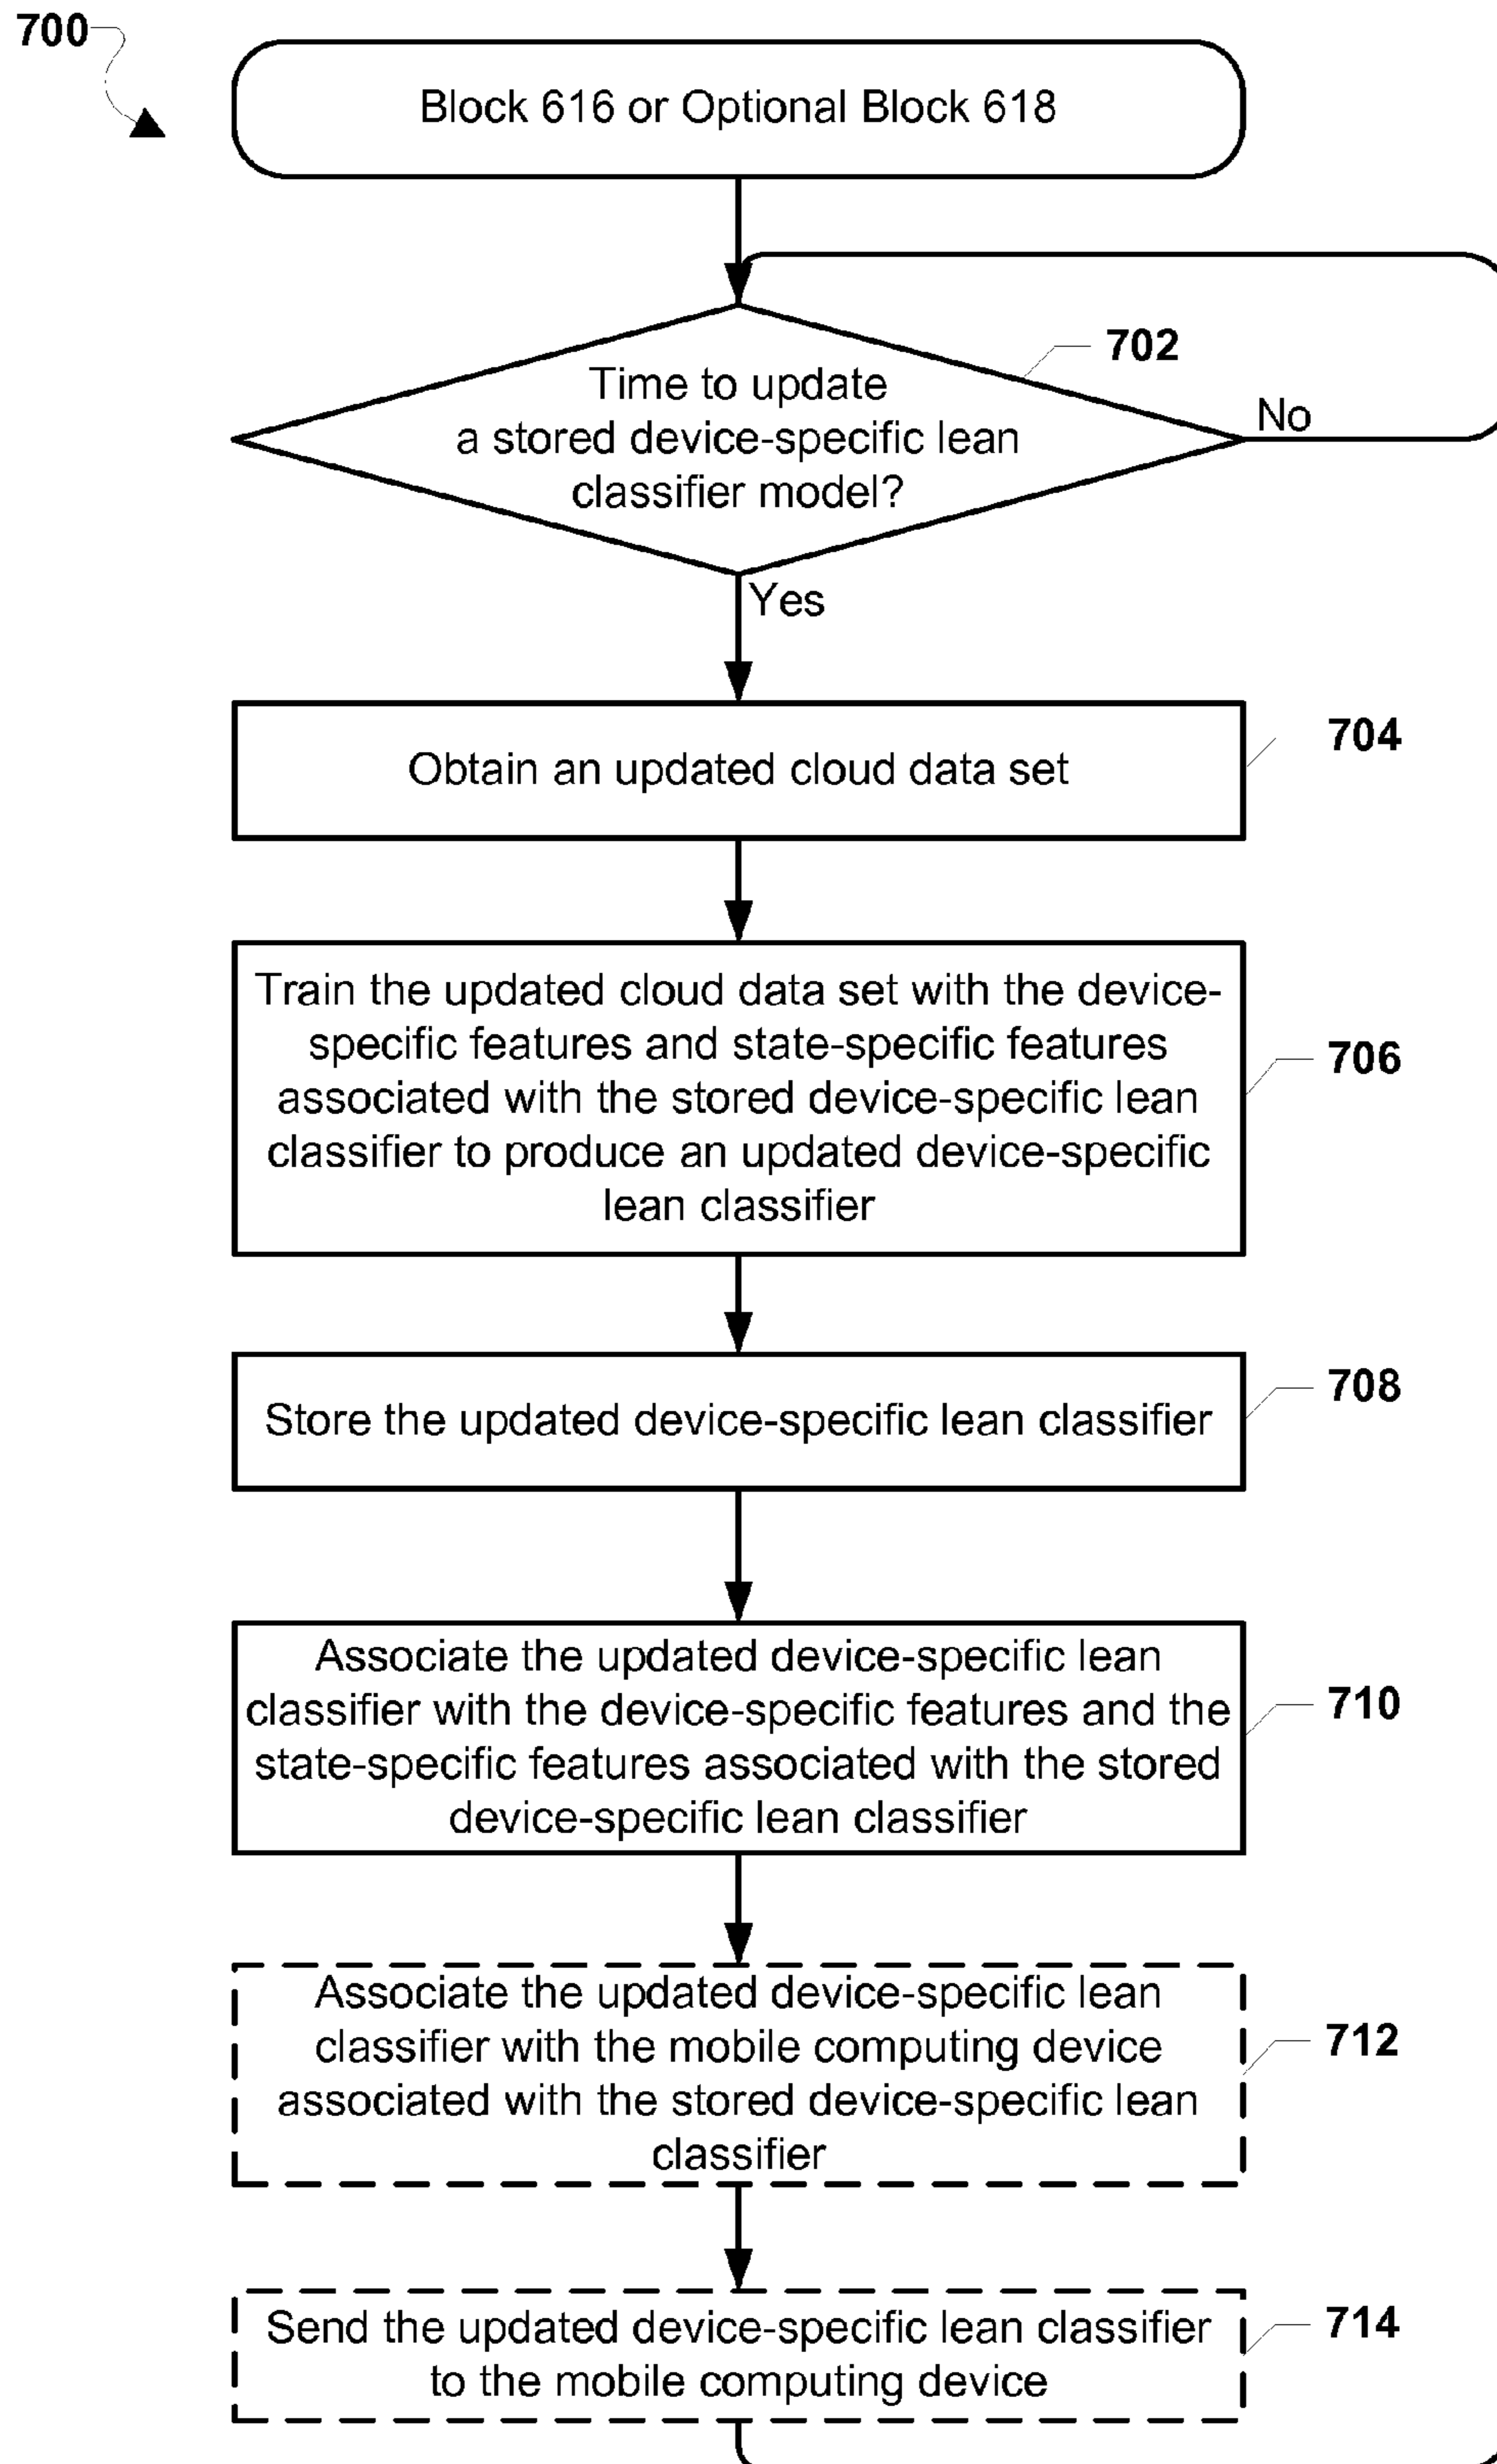 700
Block 616 or Optional Block 618
702
Time to update
a stored device-specific lean
classifier model?
No
Yes
704
Obtain an updated cloud data set
Train the updated cloud data set with the device-
specific features and state-specific features
associated with the stored device-specific lean
classifier to produce an updated device-specific
lean classifier
706
708
Store the updated device-specific lean classifier
Associate the updated device-specific lean
classifier with the device-specific features and the
state-specific features associated with the stored
device-specific lean classifier
710
Associate the updated device-specific lean
classifier with the mobile computing device
associated with the stored device-specific lean
classifier
712
Send the updated device-specific lean classifier
to the mobile computing device
714